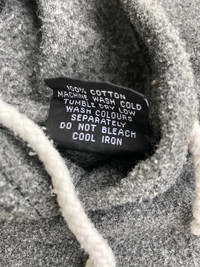 100% COTTON
MACHINE WASH COLD
TUMBLE DRY LOW
WASH COLOURS
SEPARATELY
DO NOT BLEACH
COOL IRON